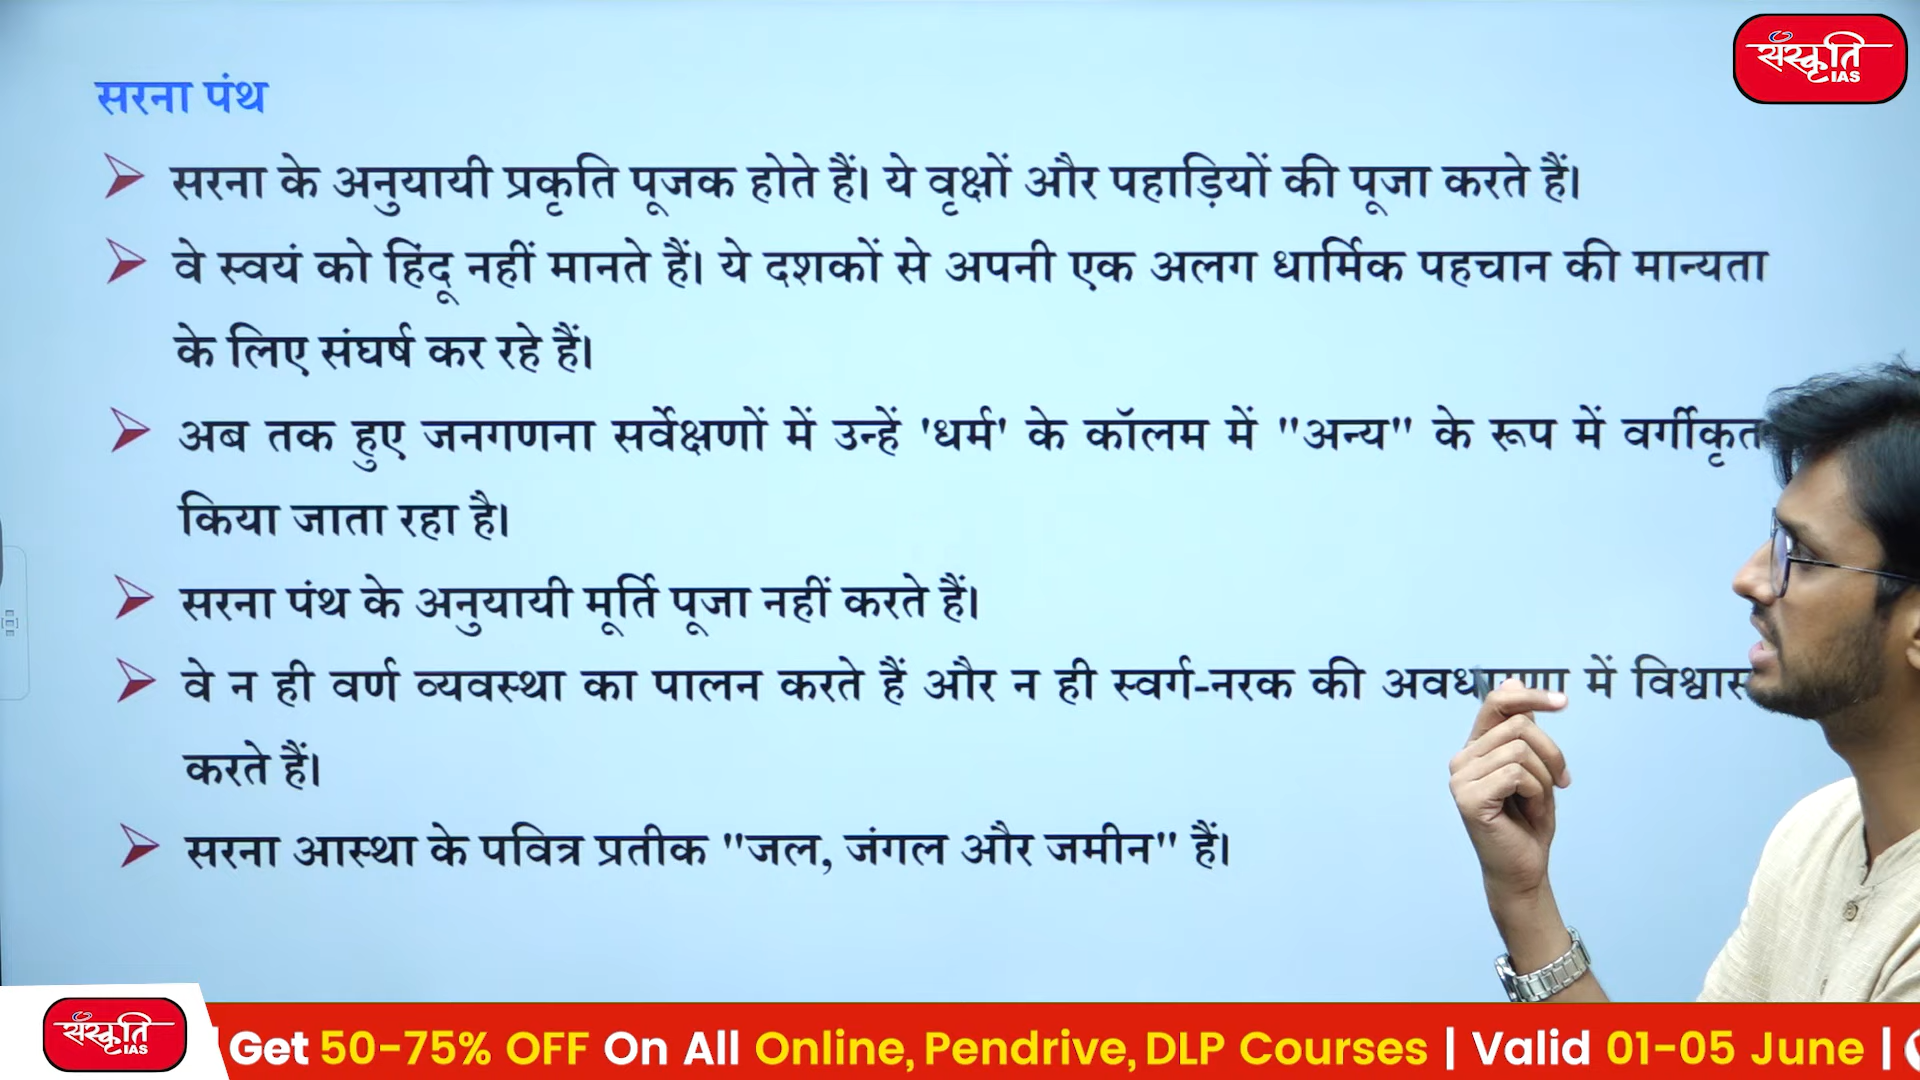 संस्कृति
IAS
सरना पंथ
सरना के अनुयायी प्रकृति पूजक होते हैं। ये वृक्षों और पहाड़ियों की पूजा करते हैं।
वे स्वयं को हिंदू नहीं मानते हैं। ये दशकों से अपनी एक अलग धार्मिक पहचान की मान्यता
के लिए संघर्ष कर रहे हैं।
अब तक हुए जनगणना सर्वेक्षणों में उन्हें 'धर्म' के कॉलम में "अन्य" के रूप में वर्गीकृत
किया जाता रहा है।
सरना पंथ के अनुयायी मूर्ति पूजा नहीं करते हैं।
वे न ही वर्ण व्यवस्था का पालन करते हैं और न ही स्वर्ग-नरक की अवधारणा में विश्वास
करते हैं।
सरना आस्था के पवित्र प्रतीक "जल, जंगल और जमीन" हैं।
संस्कृति
IAS
Get 50-75% OFF On All Online, Pendrive, DLP Courses | Valid 01-05 June |